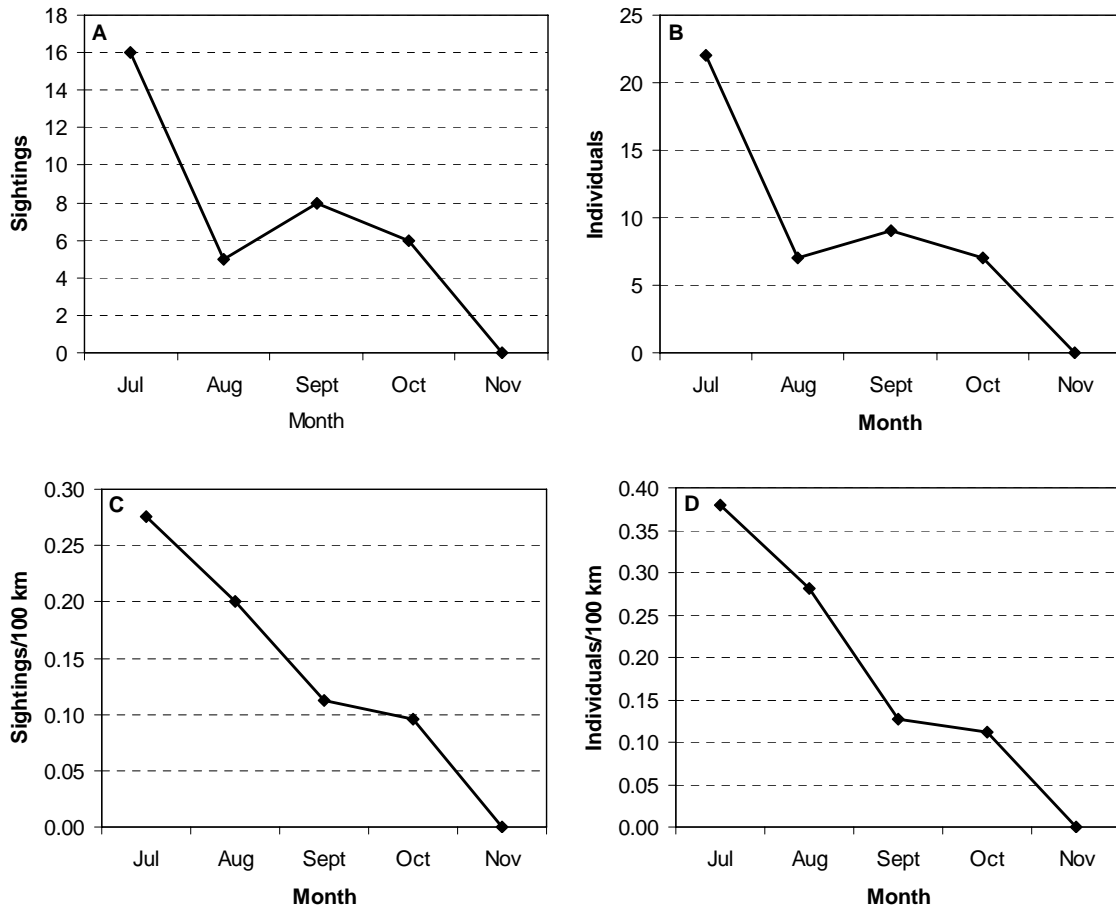 A
Sightings
18
16
14
12
10
8
6
4
2
0
Jul Aug Sept Oct Nov
Month
B
Individuals
25
20
15
10
5
0
Jul Aug Sept Oct Nov
Month
C
Sightings/100 km
0.30
0.25
0.20
0.15
0.10
0.05
0.00
Jul Aug Sept Oct Nov
Month
D
Individuals/100 km
0.40
0.30
0.30
0.20
0.20
0.10
0.10
0.00
0.00
Jul Aug Sept Oct Nov
Month